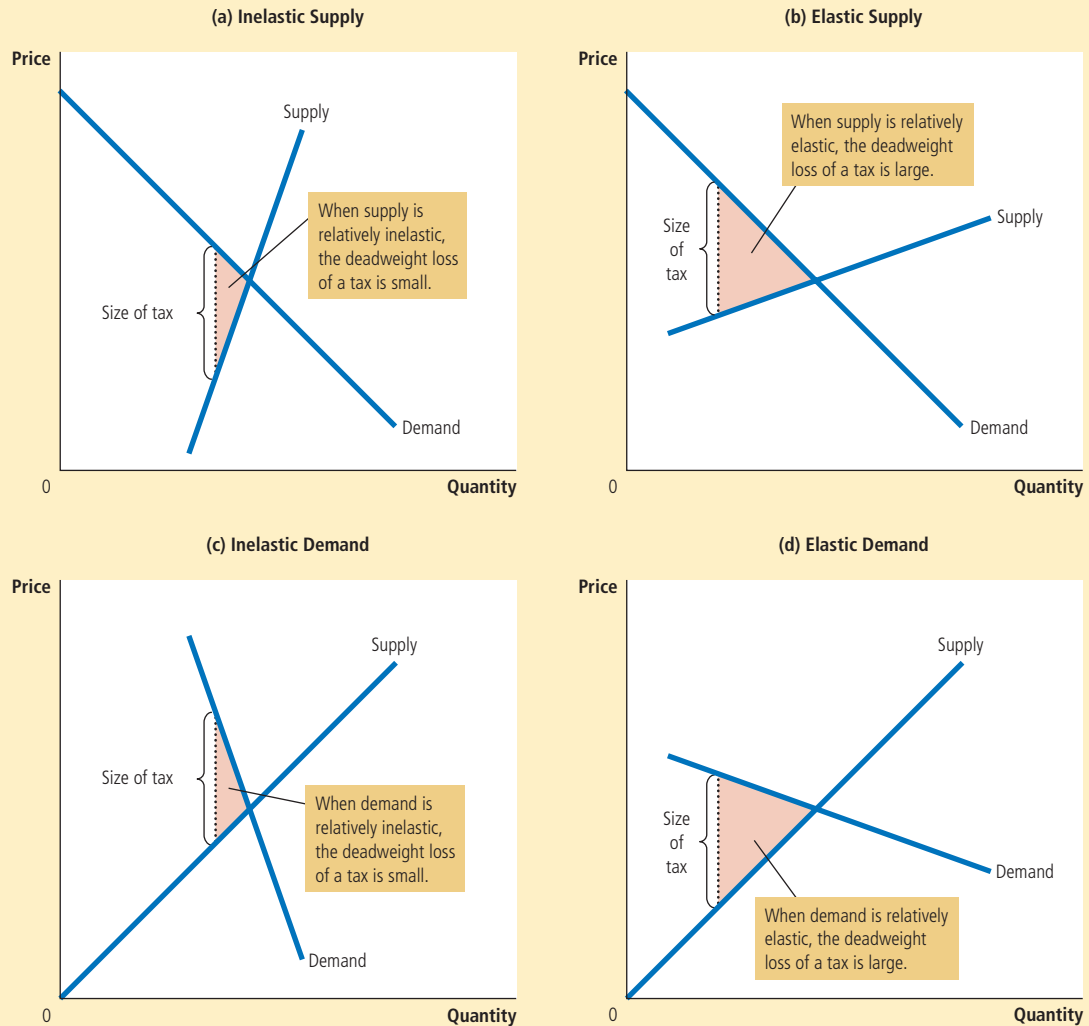 (a) Inelastic Supply
Price
Supply
When supply is
relatively inelastic,
the deadweight loss
of a tax is small.
Size of tax
Demand
0
Quantity
(b) Elastic Supply
Price
When supply is relatively
elastic, the deadweight
loss of a tax is large.
Size
of
tax
Supply
Demand
0
Quantity
(c) Inelastic Demand
Price
Supply
Size of tax
When demand is
relatively inelastic,
the deadweight loss
of a tax is small.
Demand
0
Quantity
(d) Elastic Demand
Price
Supply
Size
of
tax
Demand
When demand is relatively
elastic, the deadweight
loss of a tax is large.
0
Quantity